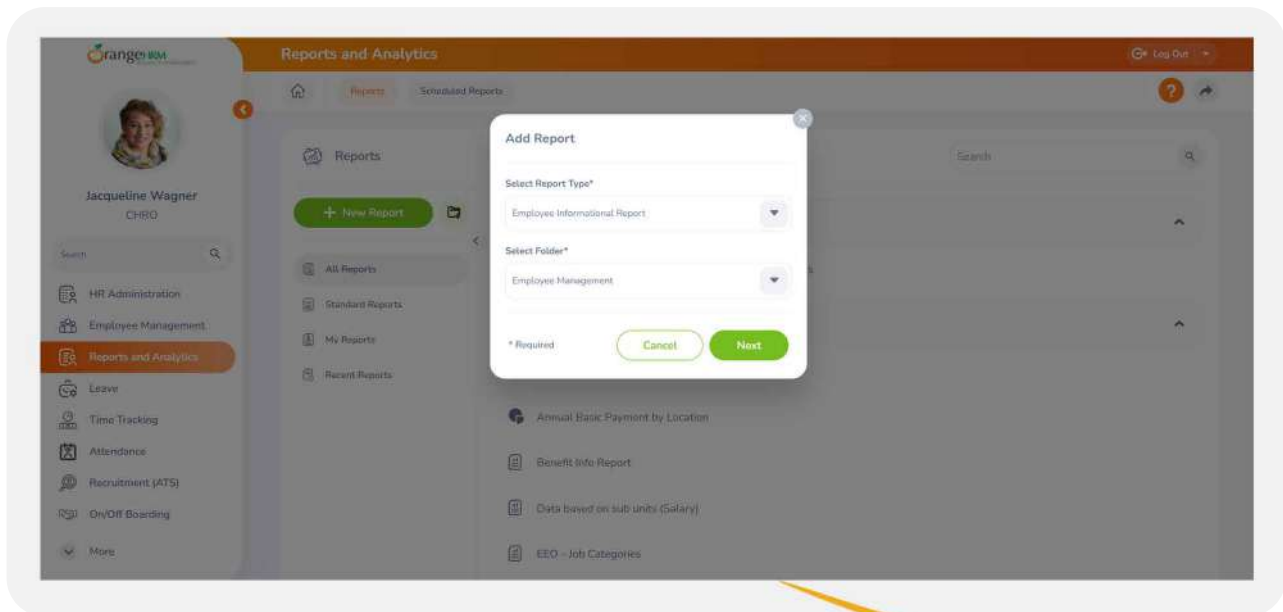 OrangeHRM
Reports and Analytics
Log Out
Reports
Scheduled Reports
Jacqueline Wagner
CHRO
Search
HR Administration
Employee Management
Reports and Analytics
Leave
Time Tracking
Attendance
Recruitment (ATS)
On/Off Boarding
More
Reports
Search
+ New Report
All Reports
Standard Reports
My Reports
Recent Reports
Add Report
Select Report Type*
Employee Informational Report
Select Folder*
Employee Management
* Required
Cancel
Next
Annual Basic Payment by Location
Benefit Info Report
Data based on sub units (Salary)
EEO - Job Categories